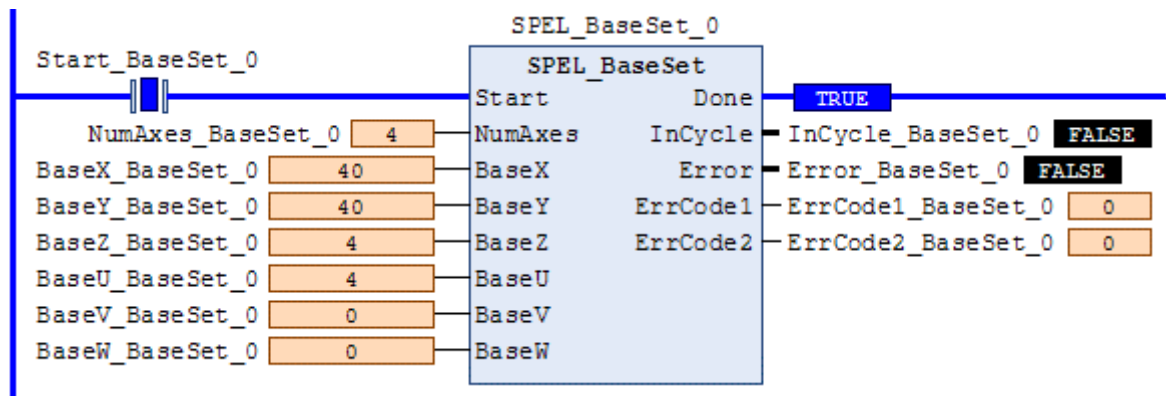 SPEL_BaseSet_0
Start_BaseSet_0
SPEL_BaseSet
Start Done TRUE
NumAxes_BaseSet_0 4 NumAxes InCycle InCycle_BaseSet_0 FALSE
BaseX_BaseSet_0 40 BaseX Error Error_BaseSet_0 FALSE
BaseY_BaseSet_0 40 BaseY ErrCode1 ErrCode1_BaseSet_0 0
BaseZ_BaseSet_0 4 BaseZ ErrCode2 ErrCode2_BaseSet_0 0
BaseU_BaseSet_0 4 BaseU
BaseV_BaseSet_0 0 BaseV
BaseW_BaseSet_0 0 BaseW